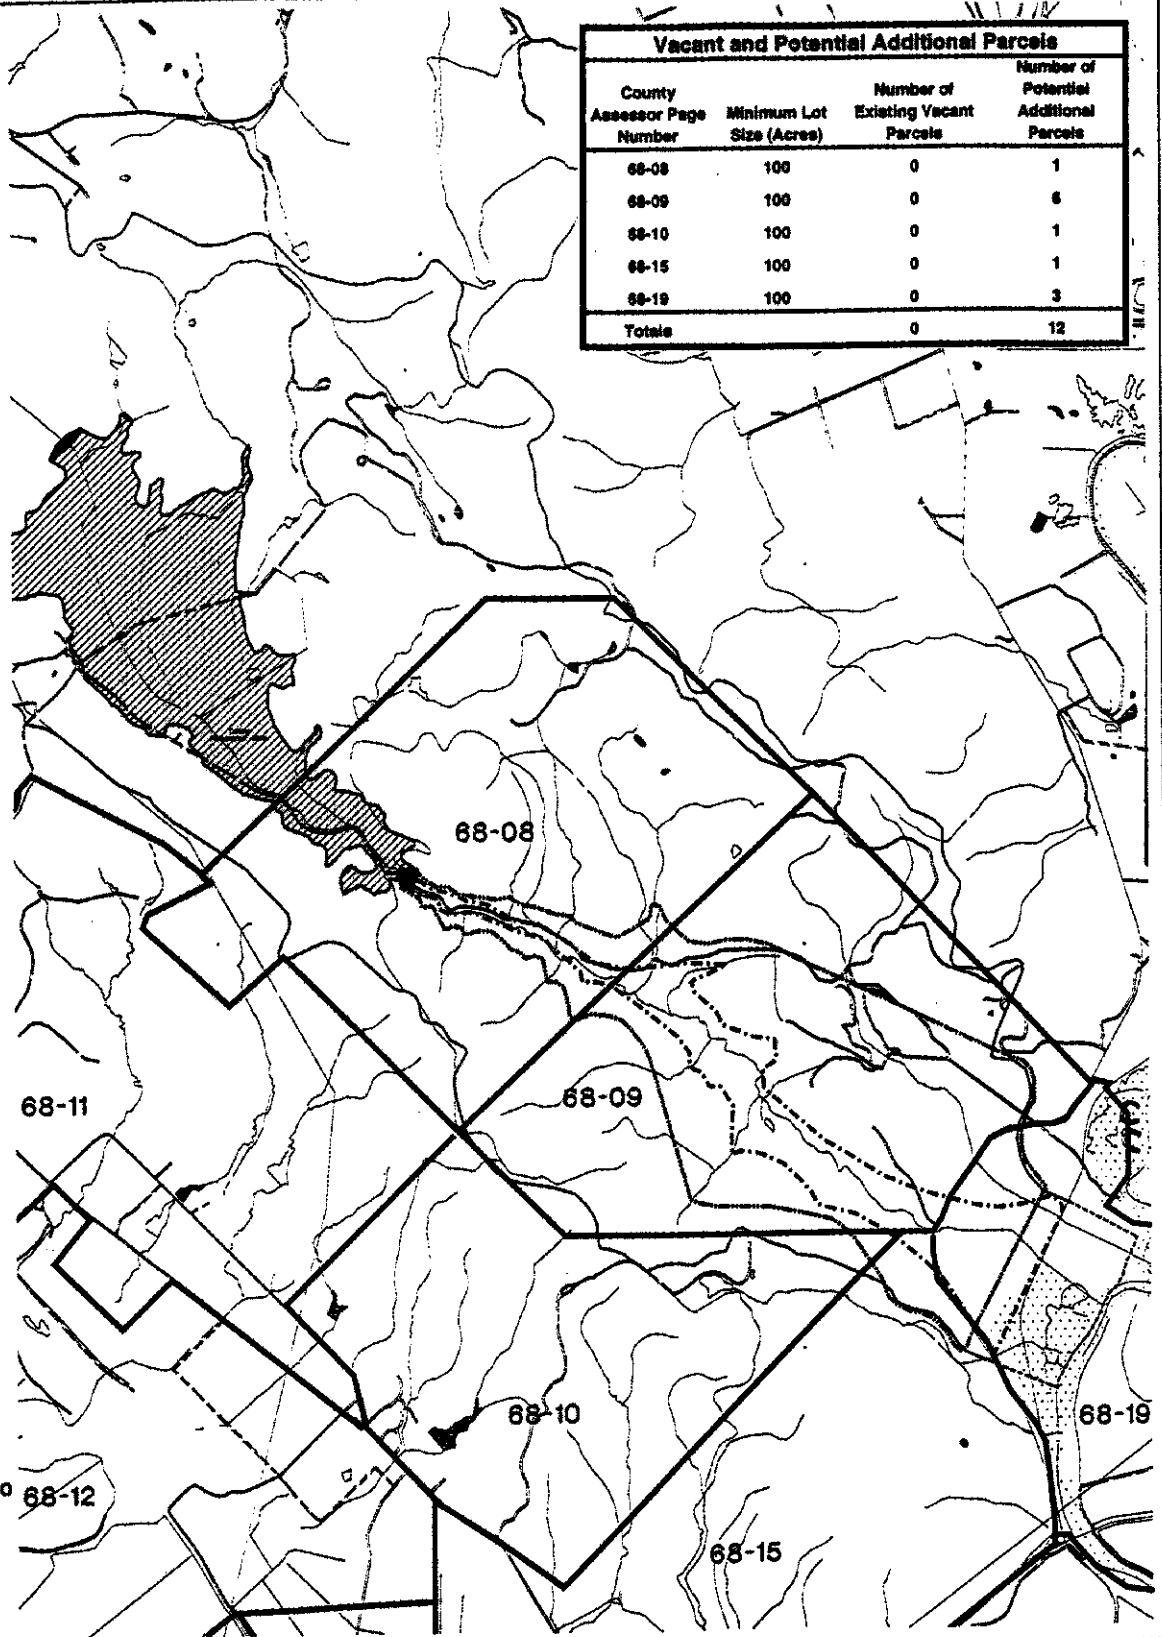 Vacant and Potential Additional Parcels
County Assessor Page Number Minimum Lot Size (Acres) Number of Existing Vacant Parcels Number of Potential Additional Parcels
68-08 100 0 1
68-09 100 0 6
68-10 100 0 1
68-15 100 0 1
68-19 100 0 3
Totals 0 12
68-08
68-09
68-11
68-10
68-19
68-12
68-15